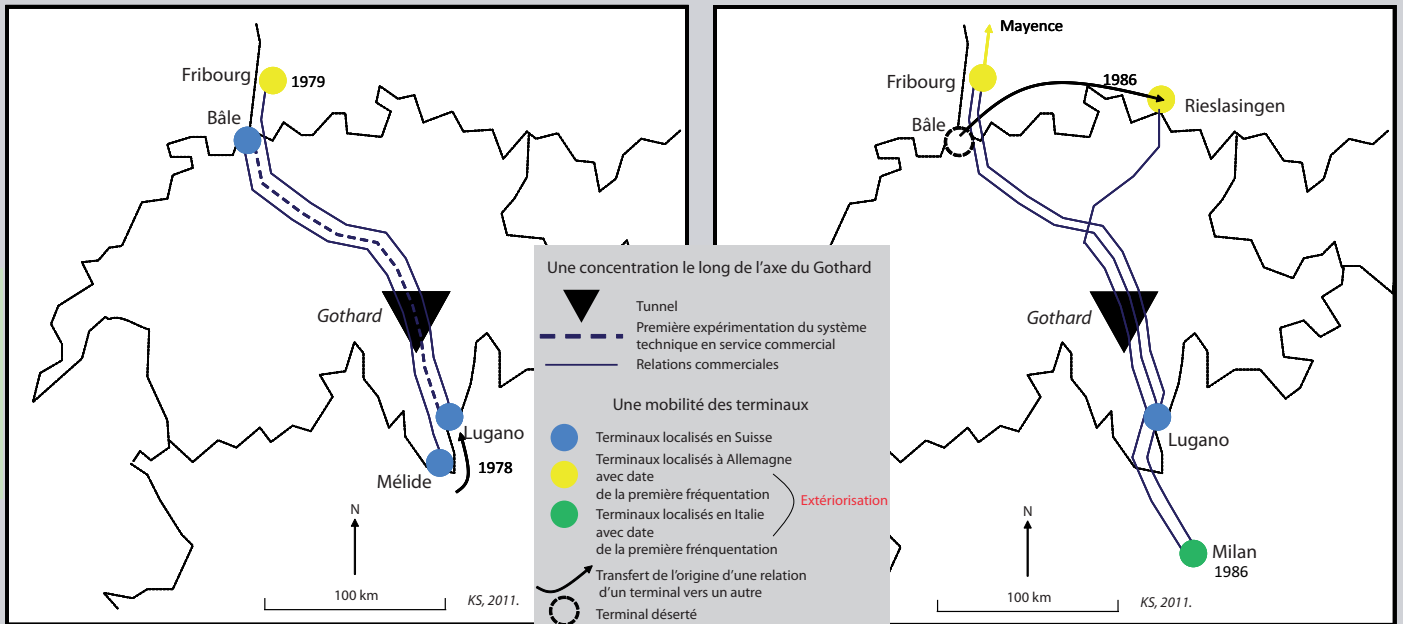 Fribourg
1979
Bâle
Gothard
Lugano
1978
Mélide
N
100 km
KS, 2011.
Mayence
Fribourg
1986
Rieslasingen
Bâle
Gothard
Lugano
N
Milan
1986
100 km
KS, 2011.
Une concentration le long de l’axe du Gothard
Tunnel
Première expérimentation du système
technique en service commercial
Relations commerciales
Une mobilité des terminaux
Terminaux localisés en Suisse
Terminaux localisés à Allemagne
avec date
de la première fréquentation
Extériorisation
Terminaux localisés en Italie
avec date
de la première frénquentation
Transfert de l’origine d’une relation
d’un terminal vers un autre
Terminal déserté